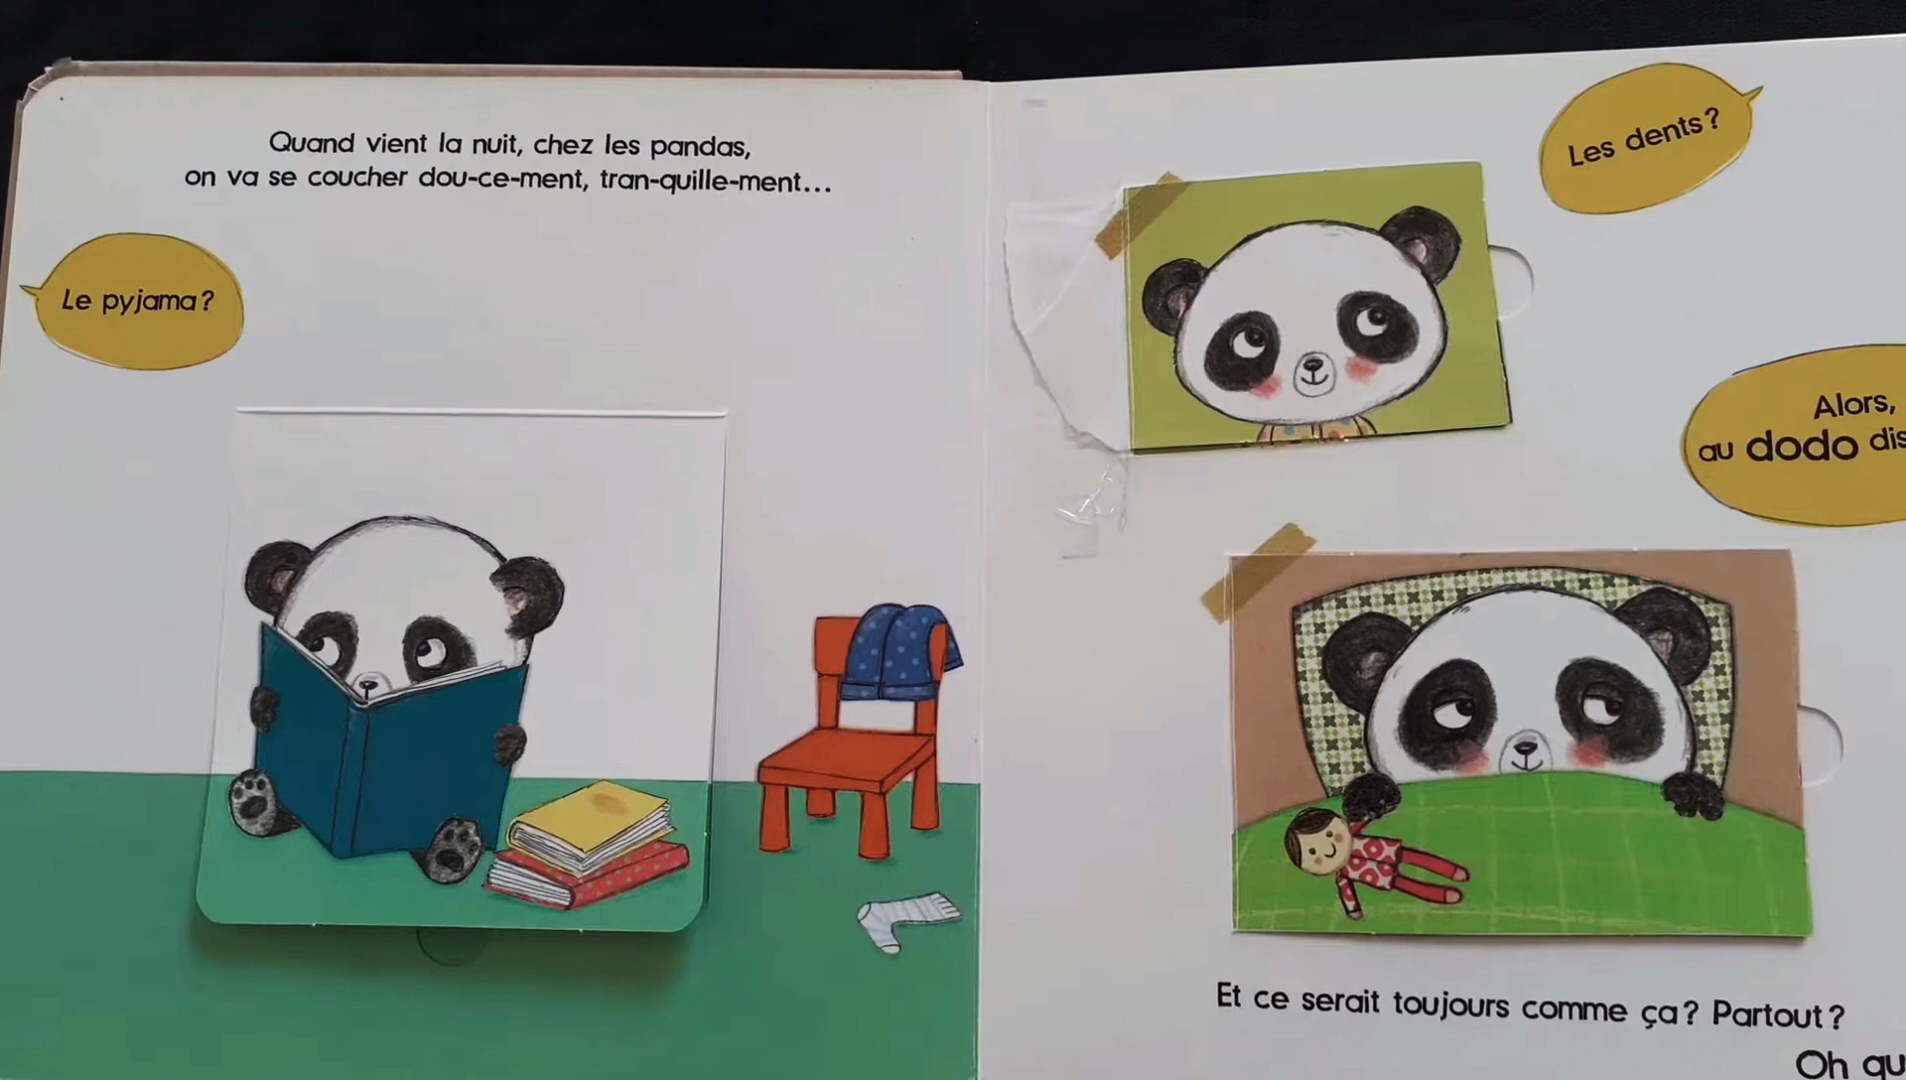 Quand vient la nuit, chez les pandas,
on va se coucher dou-ce-ment, tran-quille-ment...
Le pyjama ?
Les dents ?
Alors,
au dodo
Et ce serait toujours comme ça ? Partout ?
Oh